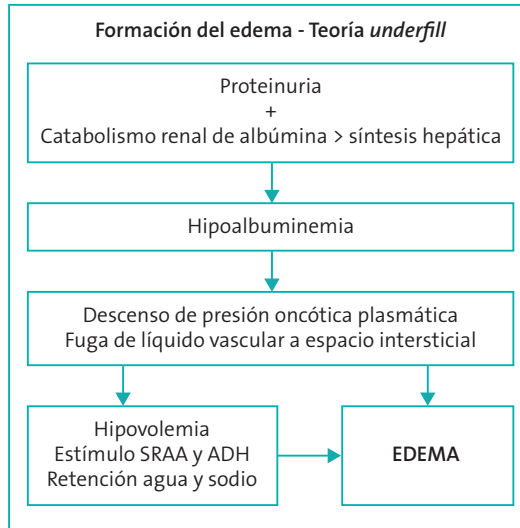 Formación del edema - Teoría underfill
Proteinuria
+
Catabolismo renal de albúmina > síntesis hepática
Hipoalbuminemia
Descenso de presión oncótica plasmática
Fuga de líquido vascular a espacio intersticial
Hipovolemia
Estímulo SRAA y ADH
Retención agua y sodio
EDEMA